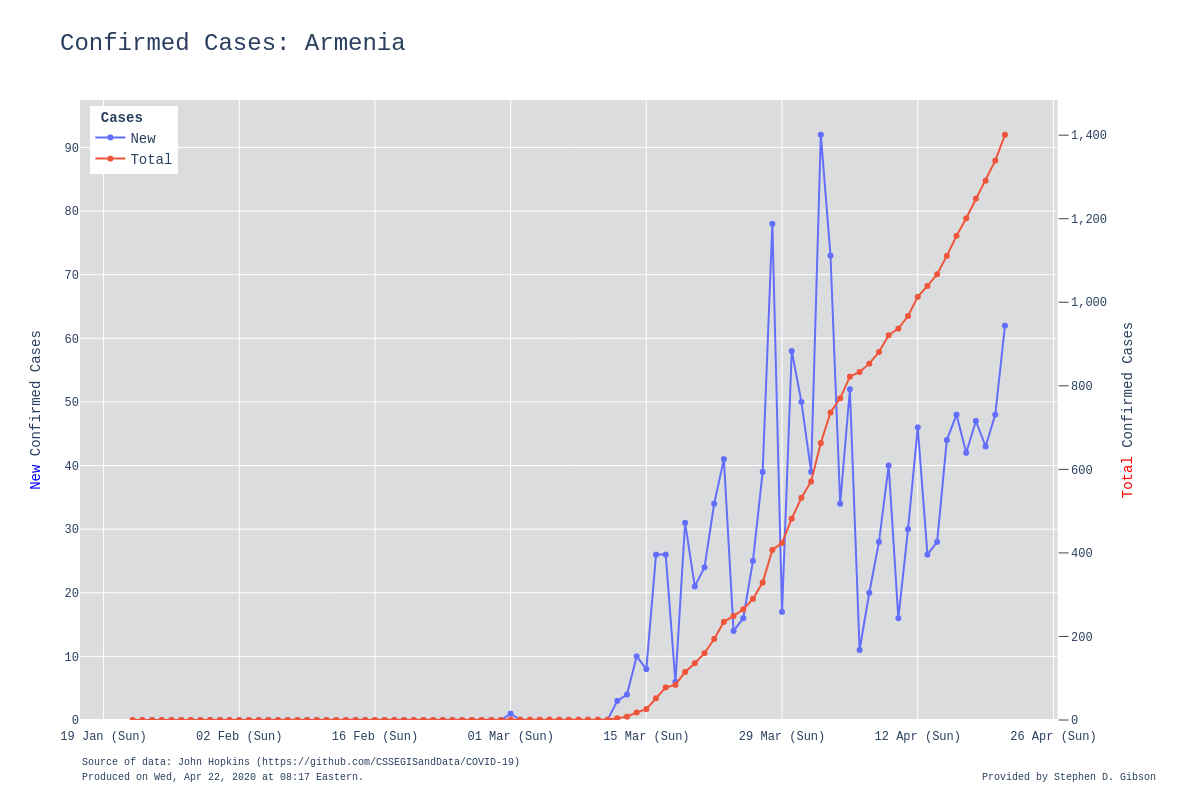 Confirmed Cases: Armenia
Cases
New
Total
90
80
70
60
50
40
30
20
10
0
New Confirmed Cases
1,400
1,200
1,000
800
600
400
200
0
Total Confirmed Cases
19 Jan (Sun) 02 Feb (Sun) 16 Feb (Sun) 01 Mar (Sun) 15 Mar (Sun) 29 Mar (Sun) 12 Apr (Sun) 26 Apr (Sun)
Source of data: John Hopkins (https://github.com/CSSEGISandData/COVID-19)
Produced on Wed, Apr 22, 2020 at 08:17 Eastern.
Provided by Stephen D. Gibson